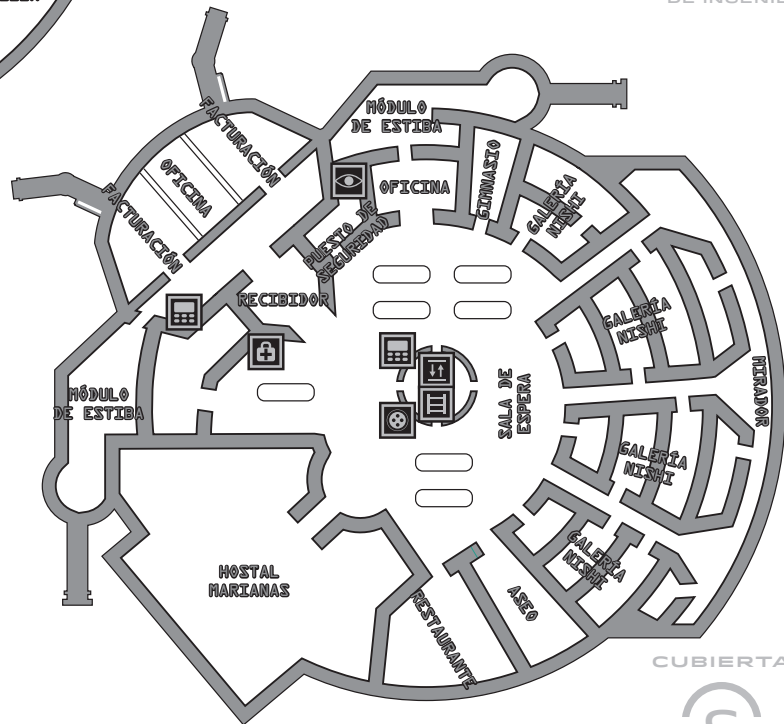 DE INGENIE
FACTURACIÓN
MÓDULO
DE ESTIBA
OFICINA
FACTURACIÓN
OFICINA
GIMNASIO
GALERÍA
NISHI
PUESTO DE
SEGURIDAD
RECIBIDOR
GALERÍA
NISHI
MÓDULO
DE ESTIBA
SALA DE
ESPERA
MIRADOR
GALERÍA
NISHI
GALERÍA
NISHI
HOSTAL
MARIANAS
RESTAURANTE
ASEO
CUBIERTA